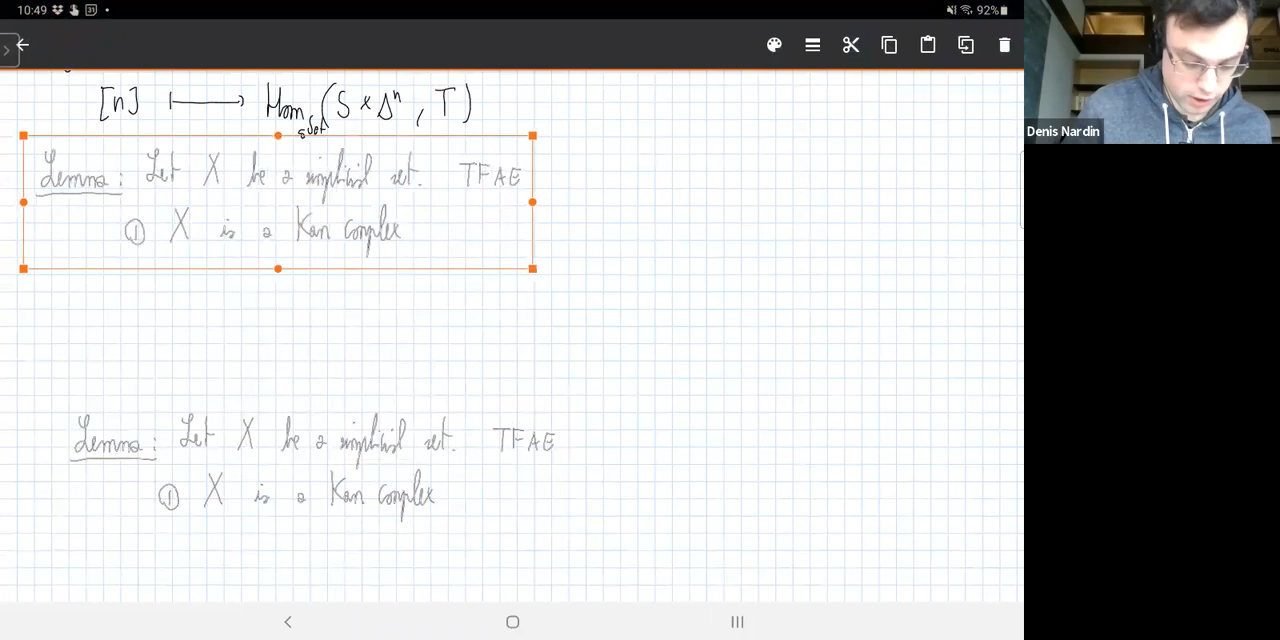 10:49
92%
[n] ⟼ Hom_sSet(S × Δⁿ, T)
Lemma: Let X be a simplicial set. TFAE
① X is a Kan complex
Lemma: Let X be a simplicial set. TFAE
① X is a Kan complex
Denis Nardin